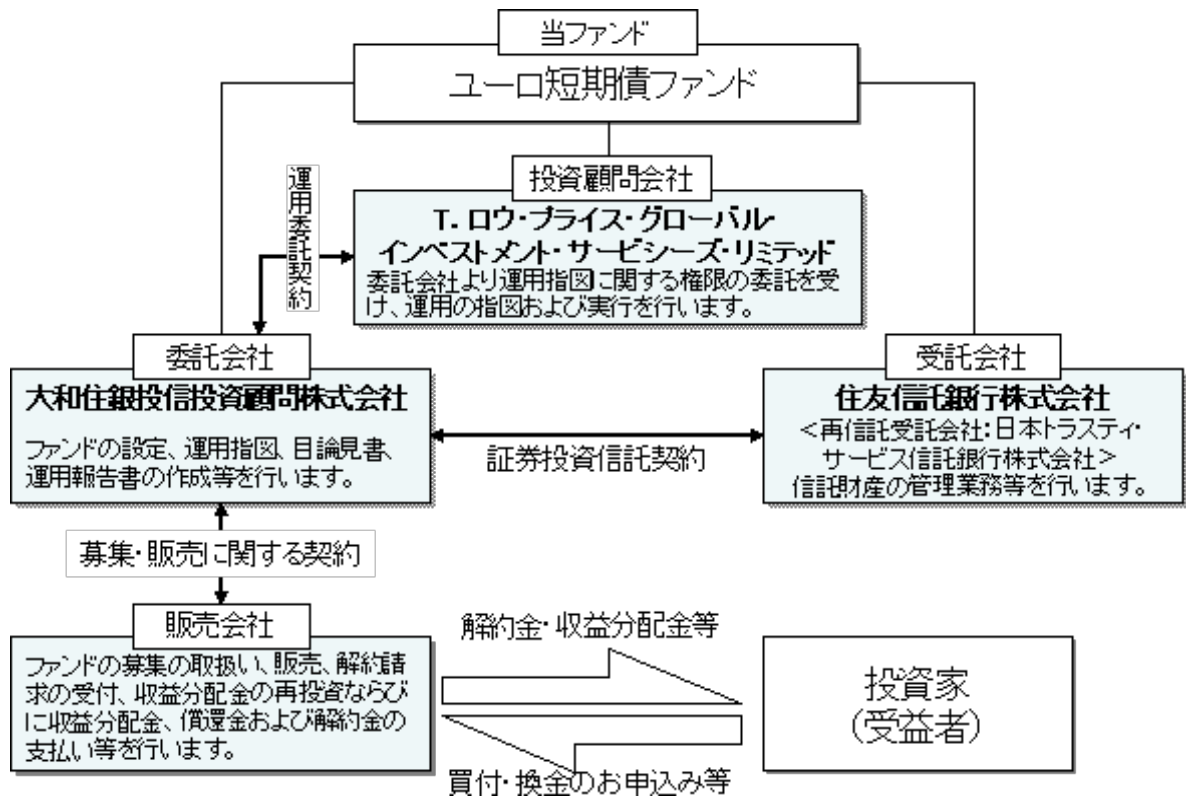 当ファンド
ユーロ短期債ファンド
運用委託契約
投資顧問会社
T. ロウ・プライス・グローバル・
インベストメント・サービシーズ・リミテッド
委託会社より運用指図に関する権限の委託を受
け、運用の指図および実行を行います。
委託会社
大和住銀投信投資顧問株式会社
ファンドの設定、運用指図、目論見書、
運用報告書の作成等を行います。
証券投資信託契約
受託会社
住友信託銀行株式会社
<再信託受託会社:日本トラスティ・
サービス信託銀行株式会社>
信託財産の管理業務等を行います。
募集・販売に関する契約
販売会社
ファンドの募集の取扱い、販売、解約請
求の受付、収益分配金の再投資ならび
に収益分配金、償還金および解約金の
支払い等を行います。
解約金・収益分配金等
買付・換金のお申込み等
投資家
(受益者)